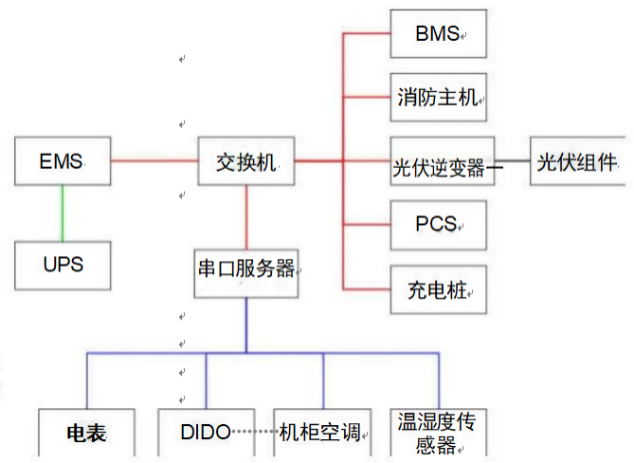 BMS
消防主机
EMS
交换机
光伏逆变器
光伏组件
PCS
UPS
串口服务器
充电桩
电表
DIDO
机柜空调
温湿度传
感器